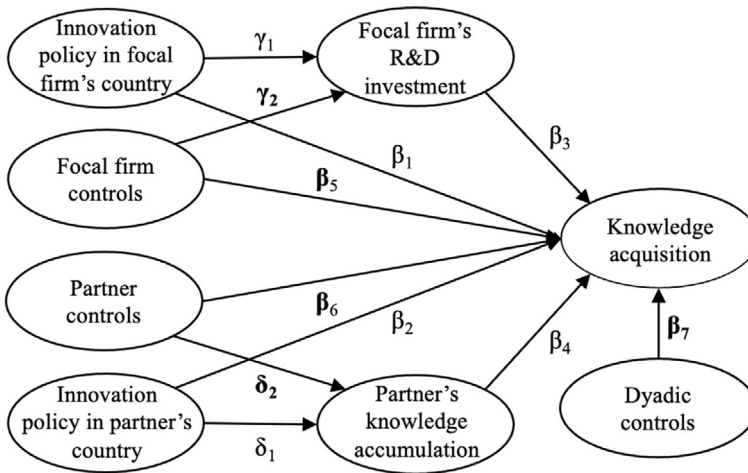 Innovation
policy in focal
firm's country
γ₁
Focal firm's
R&D
investment
γ₂
β₃
Focal firm
controls
β₁
β₅
Knowledge
acquisition
Partner
controls
β₆
β₂
β₄
β₇
δ₂
Innovation
policy in partner's
country
δ₁
Partner's
knowledge
accumulation
Dyadic
controls